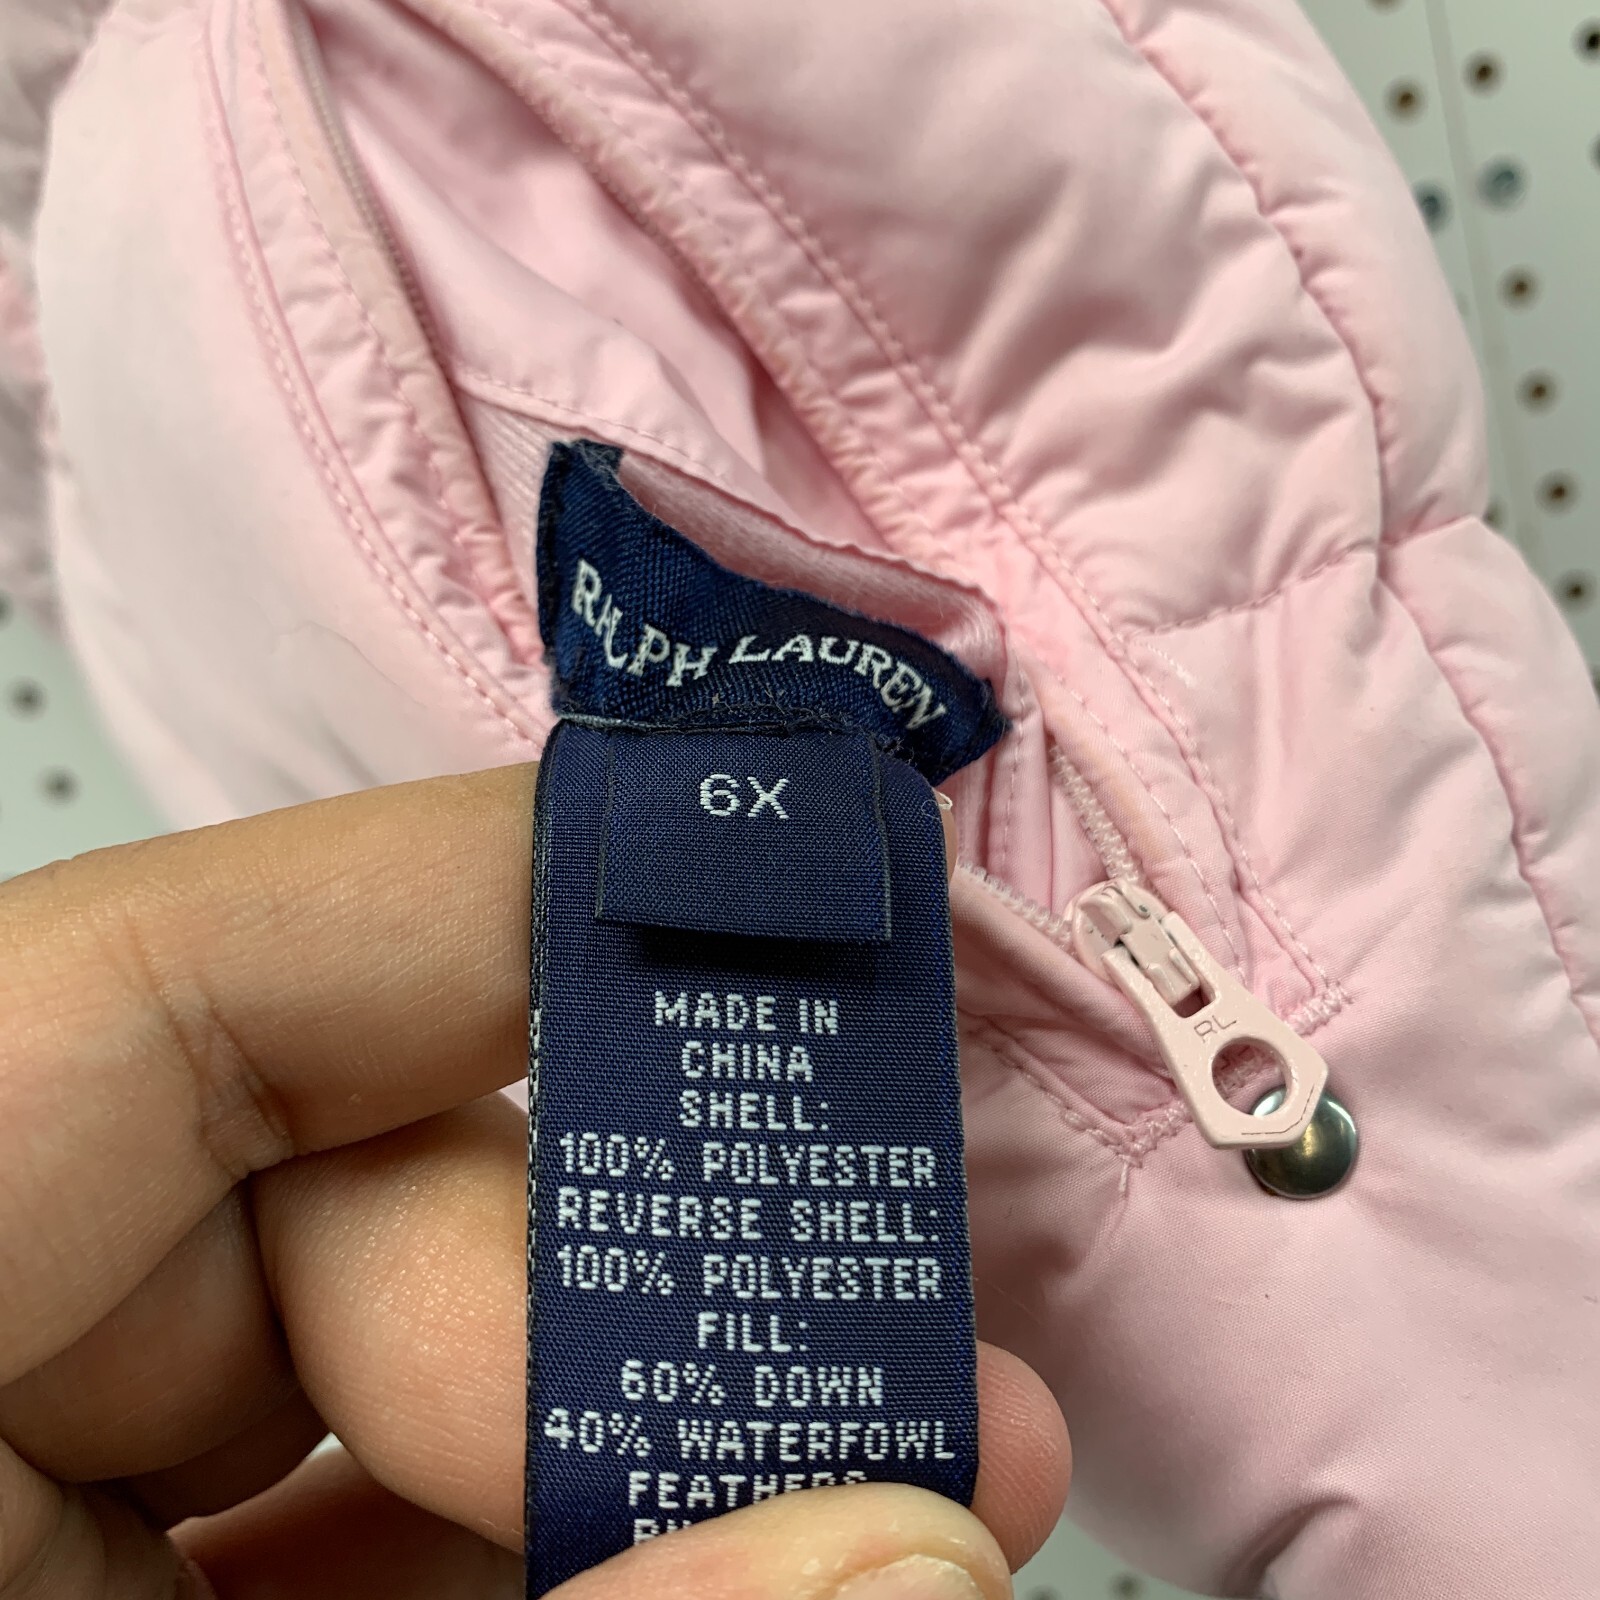 RALPH LAUREN
6X
MADE IN
CHINA
SHELL:
100% POLYESTER
REVERSE SHELL:
100% POLYESTER
FILL:
60% DOWN
40% WATERFOWL
FEATHERS
RL